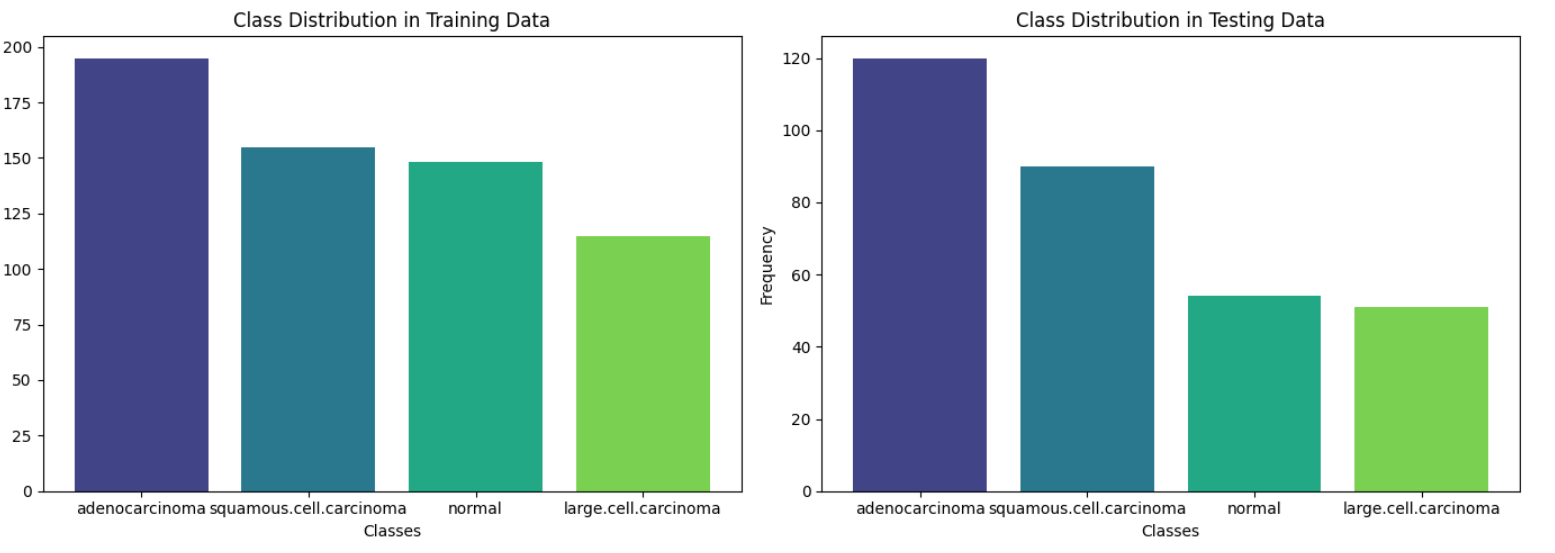 Class Distribution in Training Data
200
175
150
125
100
75
50
25
0
adenocarcinoma squamous.cell.carcinoma normal large.cell.carcinoma
Classes
Class Distribution in Testing Data
Frequency
120
100
80
60
40
20
0
adenocarcinoma squamous.cell.carcinoma normal large.cell.carcinoma
Classes